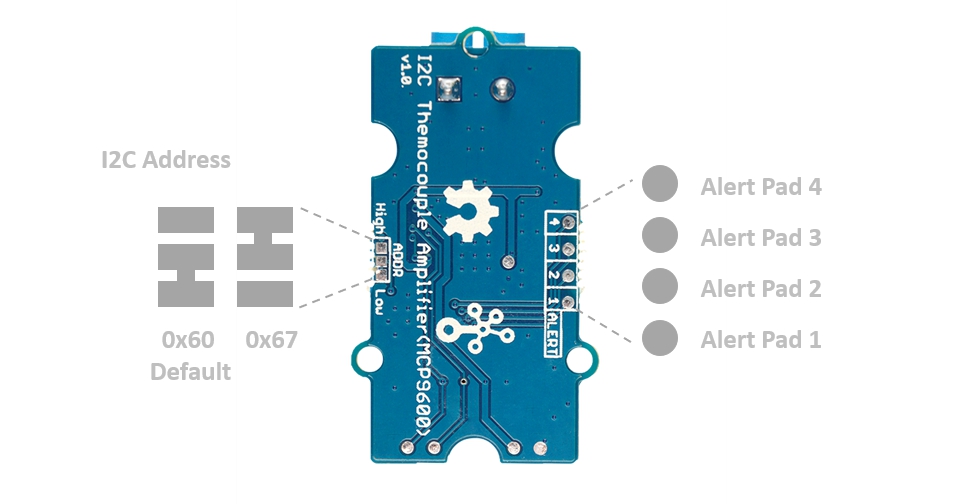 I2C Address
0x60
0x67
Default
I2C Themocouple Amplifier(MCP9600)
v1.0
High
ADDR
Low
4
3
2
1
ALERT
Alert Pad 4
Alert Pad 3
Alert Pad 2
Alert Pad 1